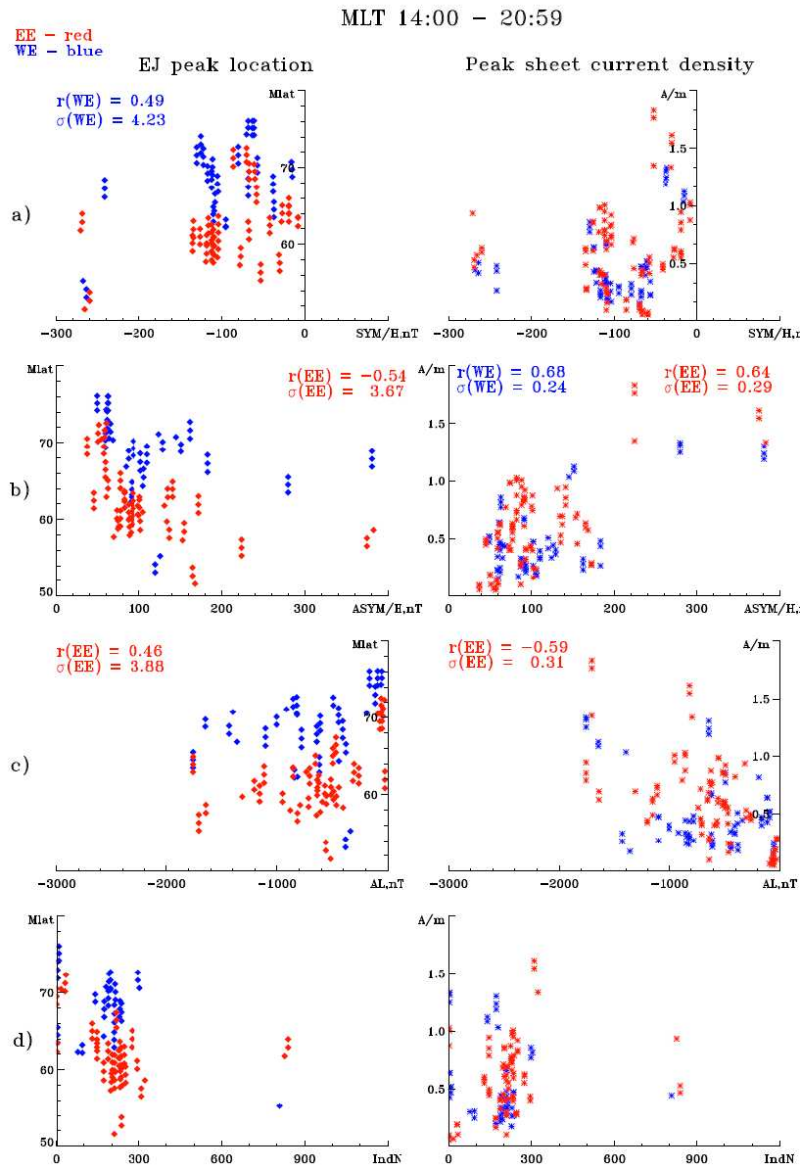 MLT 14:00 – 20:59
EE – red
WE – blue
EJ peak location
Peak sheet current density
a)
r(WE) = 0.49
σ(WE) = 4.23
Mlat
70
60
−300 −200 −100 0
SYM/H,nT
A/m
1.5
1.0
0.5
−300 −200 −100 0
SYM/H,n
b)
Mlat
r(EE) = −0.54
σ(EE) = 3.67
70
60
50
0 100 200 300
ASYM/H,nT
A/m
r(WE) = 0.68
σ(WE) = 0.24
r(EE) = 0.64
σ(EE) = 0.29
1.5
1.0
0.5
0 100 200 300
ASYM/H,n
c)
r(EE) = 0.46
σ(EE) = 3.88
Mlat
70
60
−3000 −2000 −1000
AL,nT
r(EE) = −0.59
σ(EE) = 0.31
A/m
1.5
1.0
0.5
−3000 −2000 −1000
AL,nT
d)
Mlat
70
60
50
0 300 600 900 IndN
A/m
1.5
1.0
0.5
0 300 600 900 IndN